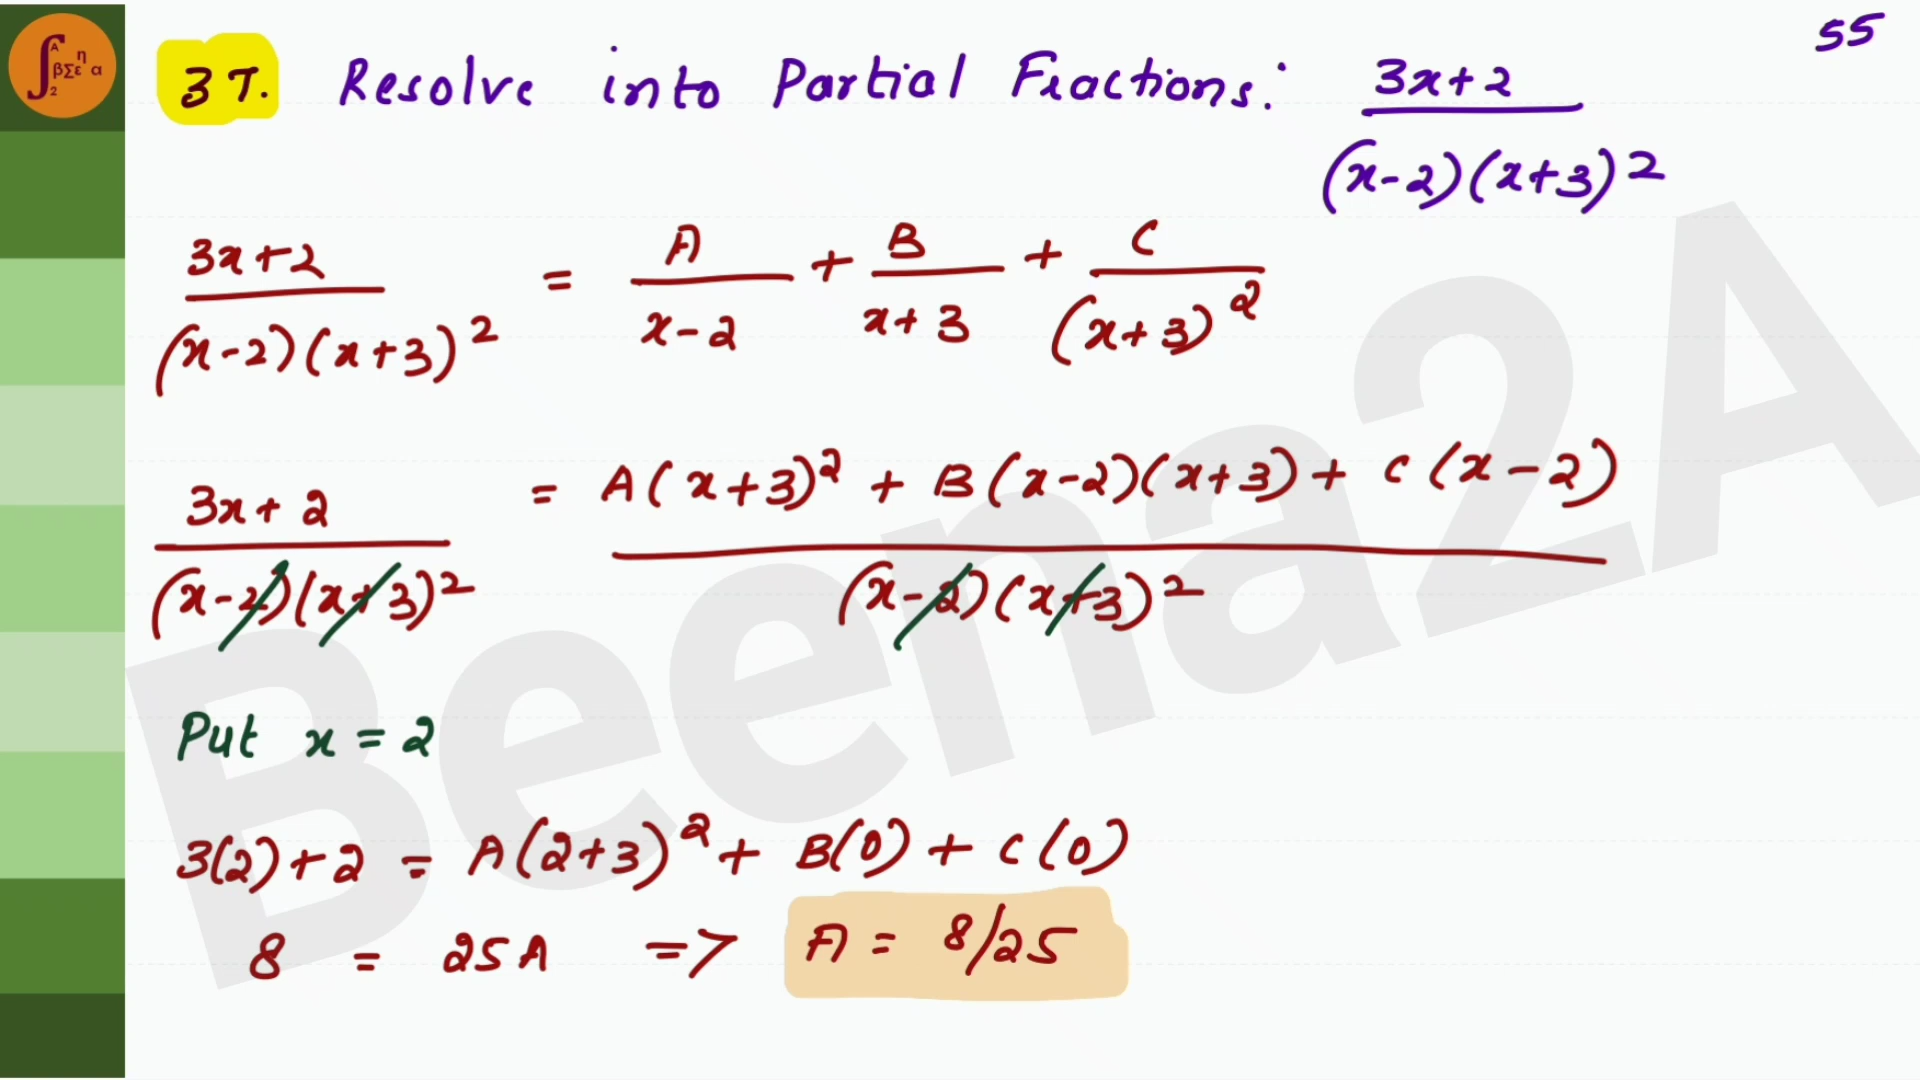 55
37. Resolve into Partial Fractions: 3x+2
(x-2)(x+3)²
3x+2 = A + B + C
(x-2)(x+3)² x-2 x+3 (x+3)²
3x+2 = A(x+3)² + B(x-2)(x+3) + C(x-2)
(x-2)(x+3)² (x-2)(x+3)²
Put x = 2
3(2)+2 = A(2+3)² + B(0) + C(0)
8 = 25A => A = 8/25
Beena2A
∫ A 2 βΣε η α